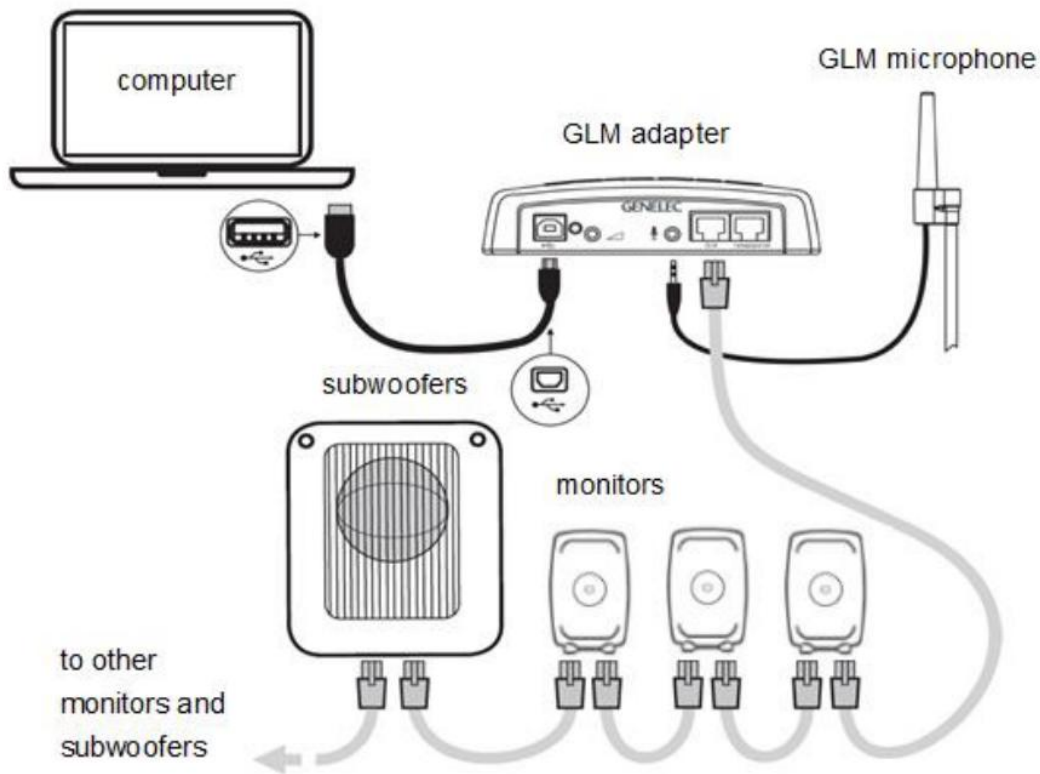 computer
GLM microphone
GLM adapter
GENELEC
subwoofers
monitors
to other
monitors and
subwoofers